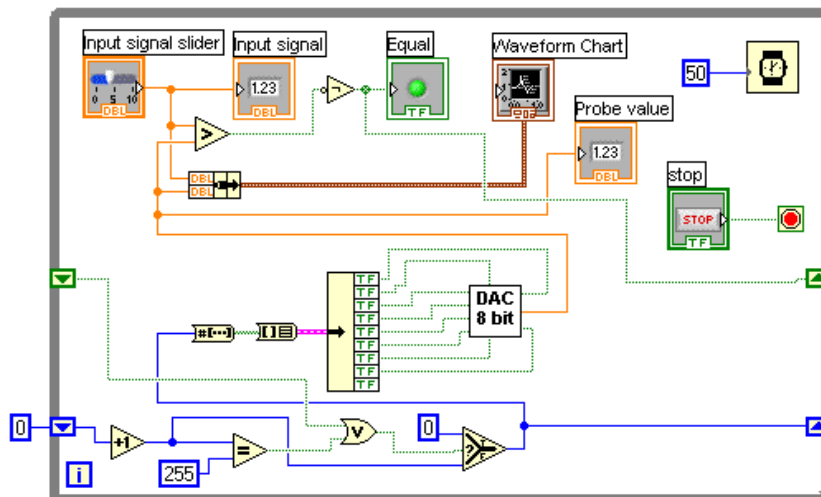 Input signal slider
Input signal
Equal
Waveform Chart
50
0 5 10
DBL
1.23
DBL
TF
Probe value
1.23
DBL
>
DBL
DBL
stop
STOP
TF
TF
TF
TF
TF
TF
TF
TF
TF
TF
DAC
8 bit
#[...]
[ ]
0
+1
=
V
0
?
i
255